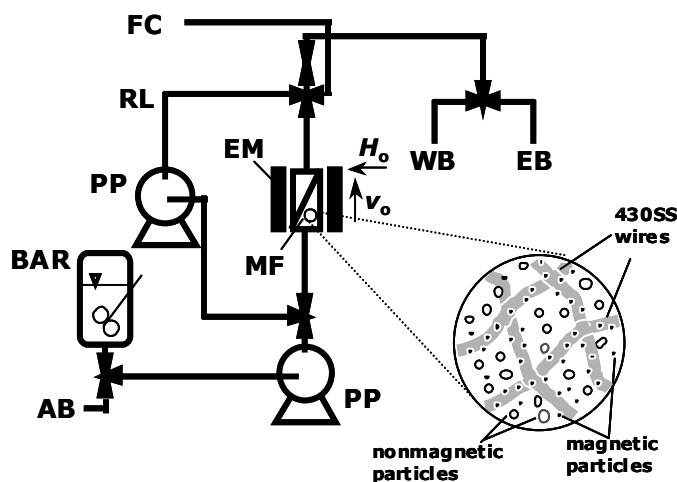 FC
RL
EM
Ho
PP
WB
EB
vo
430SS
wires
BAR
MF
AB
PP
nonmagnetic
particles
magnetic
particles